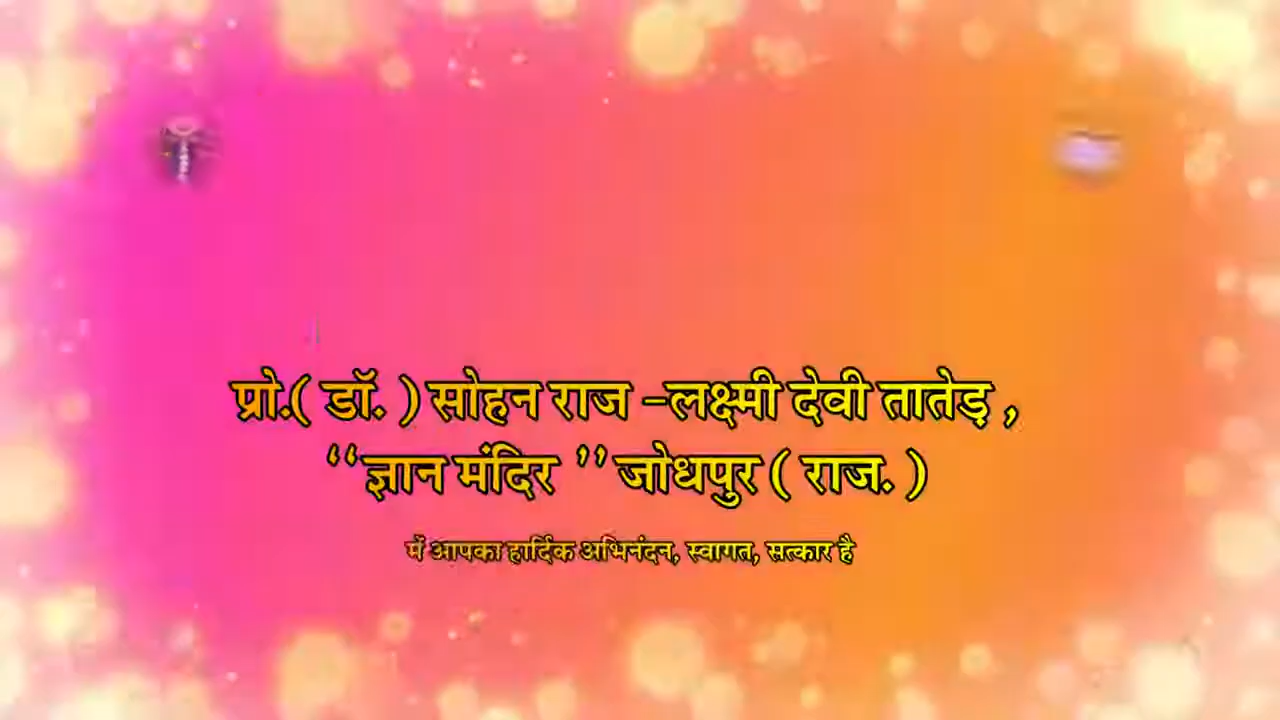 प्रो.( डॉ. ) सोहन राज -लक्ष्मी देवी तातेड़ ,
‘‘ज्ञान मंदिर ’’ जोधपुर ( राज. )
में आपका हार्दिक अभिनंदन, स्वागत, सत्कार है